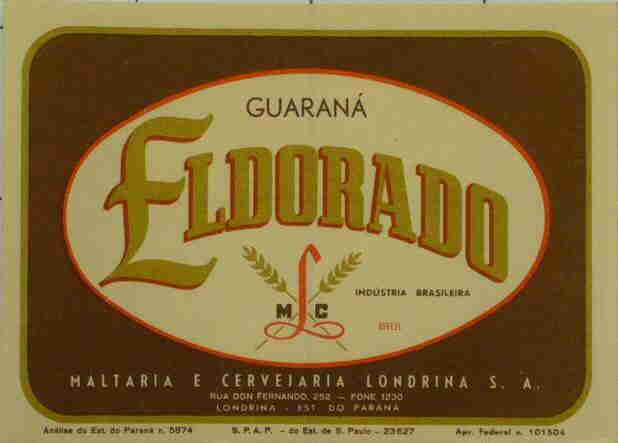 GUARANÁ
ELDORADO
M L C
INDÚSTRIA BRASILEIRA
MALTARIA E CERVEJARIA LONDRINA S. A.
RUA DON FERNANDO, 252 — FONE 1230
LONDRINA - EST DO PARANÁ
Análise do Est. do Paraná n. 5874 S. P. A. P. - do Est. de S. Paulo - 23627 Apr. Federal n. 101504